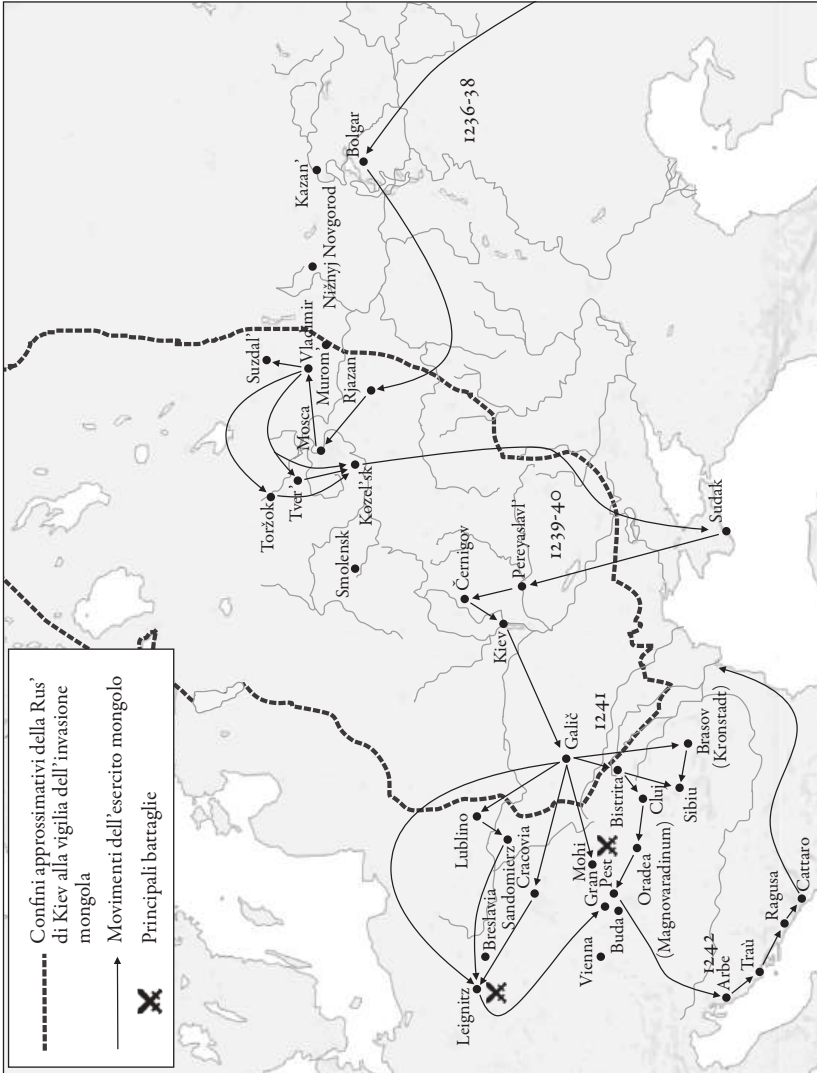 Confini approssimativi della Rus'
di Kiev alla vigilia dell'invasione
mongola
Movimenti dell'esercito mongolo
Principali battaglie
1236-38
Bolgar
Kazan'
Nižnyj Novgorod
Suzdal'
Vladimir
Murom'
Rjazan
Mosca
Toržok
Tver'
Kozel'sk
Smolensk
1239-40
Černigov
Pereyaslavl'
Sudak
Kiev
Galič
1241
Lublino
Sandomierz
Cracovia
Breslavia
Leignitz
Vienna
Mohi
Gran
Pest
Buda
Bistrita
Cluj
Sibiu
Brasov
(Kronstadt)
Oradea
(Magnovaradinum)
1242
Arbe
Traù
Ragusa
Cattaro